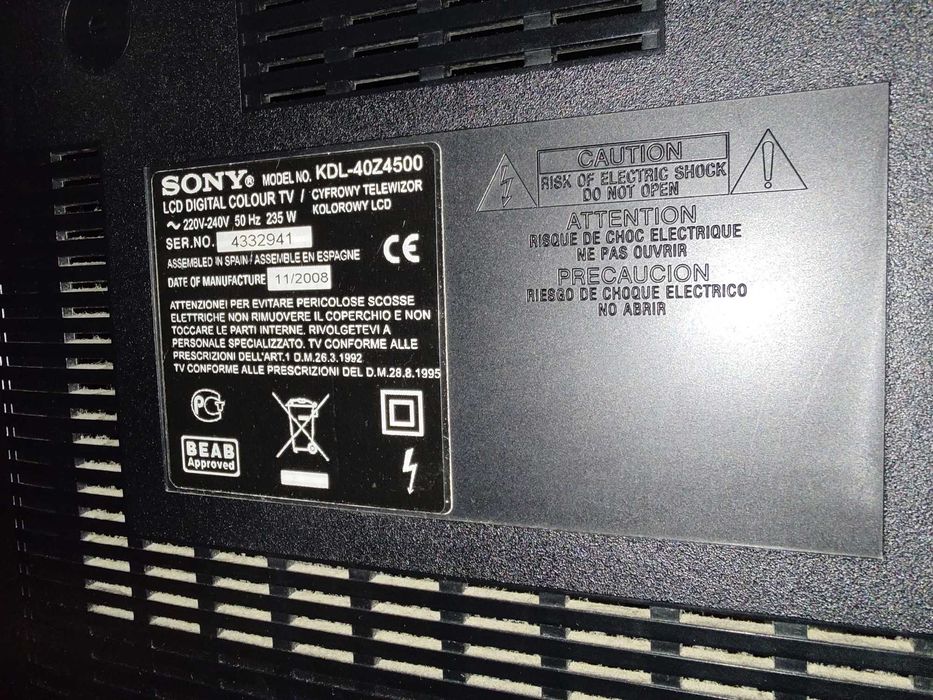 SONY® MODEL NO. KDL-40Z4500
LCD DIGITAL COLOUR TV / CYFROWY TELEWIZOR
KOLOROWY LCD
~ 220V-240V 50 Hz 235 W
SER.NO. 4332941
ASSEMBLED IN SPAIN / ASSEMBLE EN ESPAGNE
DATE OF MANUFACTURE 11/2008
CE
ATTENZIONE! PER EVITARE PERICOLOSE SCOSSE
ELETTRICHE NON RIMUOVERE IL COPERCHIO E NON
TOCCARE LE PARTI INTERNE. RIVOLGETEVI A
PERSONALE SPECIALIZZATO. TV CONFORME ALLE
PRESCRIZIONI DELL'ART.1 D.M.26.3.1992
TV CONFORME ALLE PRESCRIZIONI DEL D.M.28.8.1995
PCT
BEAB
Approved
CAUTION
RISK OF ELECTRIC SHOCK
DO NOT OPEN
ATTENTION
RISQUE DE CHOC ELECTRIQUE
NE PAS OUVRIR
PRECAUCION
RIESGO DE CHOQUE ELECTRICO
NO ABRIR